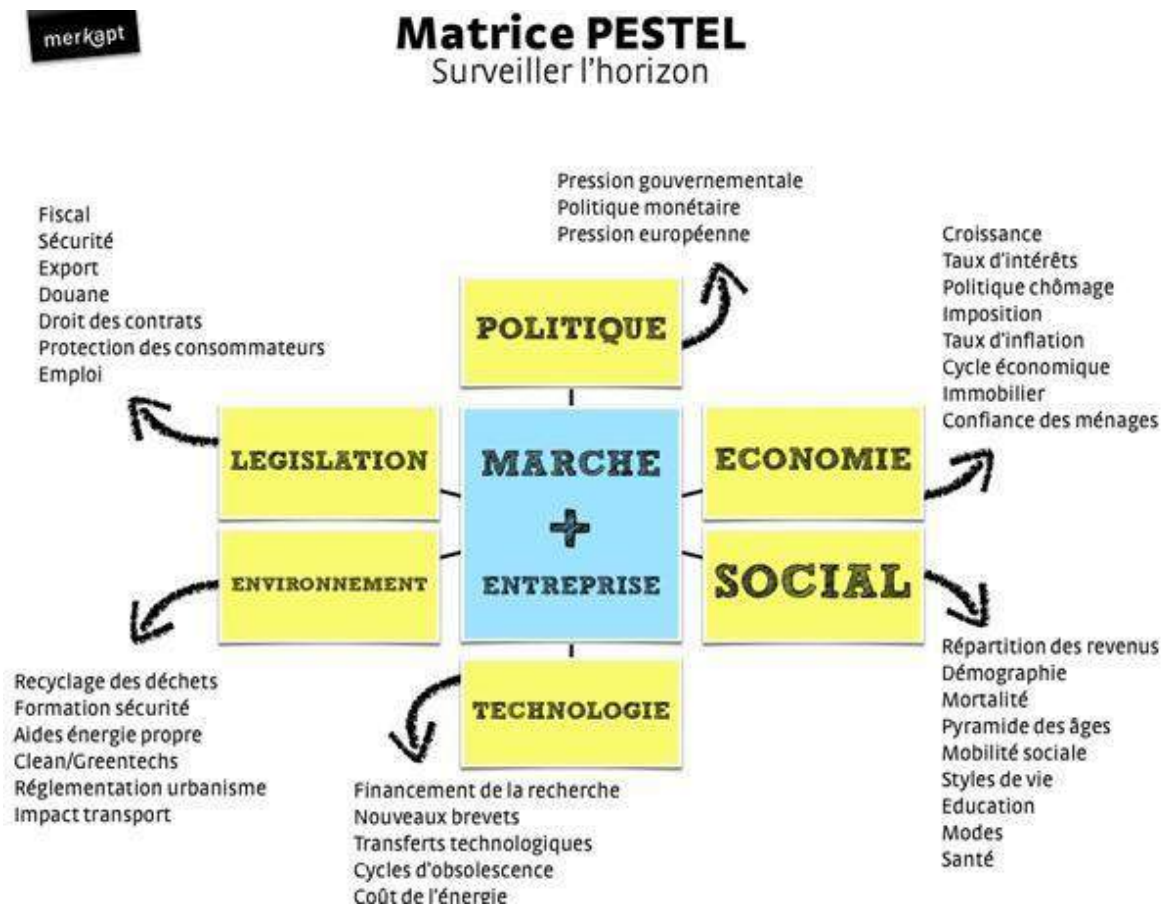 merkapt
Matrice PESTEL
Surveiller l'horizon
Pression gouvernementale
Politique monétaire
Pression européenne
Fiscal
Sécurité
Export
Douane
Droit des contrats
Protection des consommateurs
Emploi
Croissance
Taux d'intérêts
Politique chômage
Imposition
Taux d'inflation
Cycle économique
Immobilier
Confiance des ménages
POLITIQUE
LEGISLATION
MARCHE
+
ENTREPRISE
ECONOMIE
ENVIRONNEMENT
SOCIAL
TECHNOLOGIE
Recyclage des déchets
Formation sécurité
Aides énergie propre
Clean/Greentechs
Réglementation urbanisme
Impact transport
Financement de la recherche
Nouveaux brevets
Transferts technologiques
Cycles d'obsolescence
Coût de l'énergie
Répartition des revenus
Démographie
Mortalité
Pyramide des âges
Mobilité sociale
Styles de vie
Education
Modes
Santé